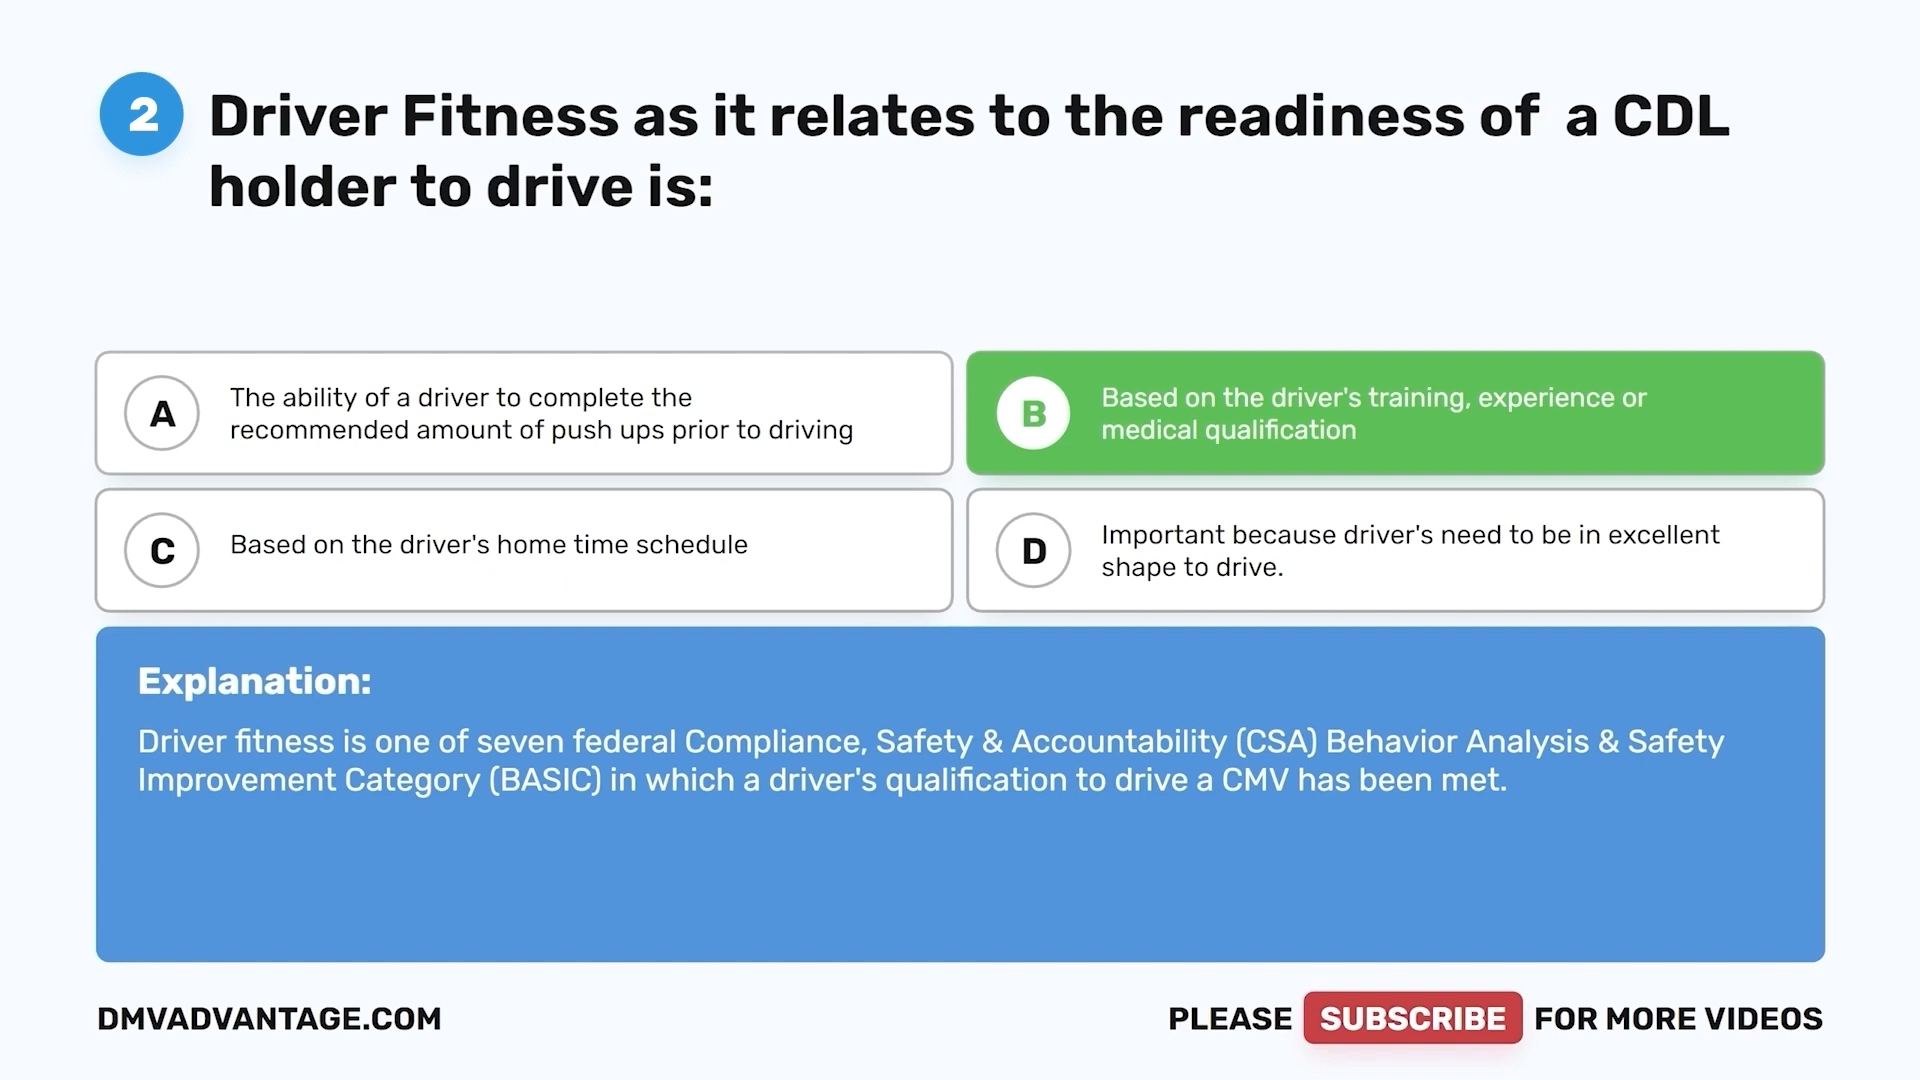 2
Driver Fitness as it relates to the readiness of  a CDL
holder to drive is:
A
The ability of a driver to complete the
recommended amount of push ups prior to driving
B
Based on the driver's training, experience or
medical qualification
C
Based on the driver's home time schedule
D
Important because driver's need to be in excellent
shape to drive.
Explanation:
Driver fitness is one of seven federal Compliance, Safety & Accountability (CSA) Behavior Analysis & Safety
Improvement Category (BASIC) in which a driver's qualification to drive a CMV has been met.
DMVADVANTAGE.COM
PLEASE SUBSCRIBE FOR MORE VIDEOS